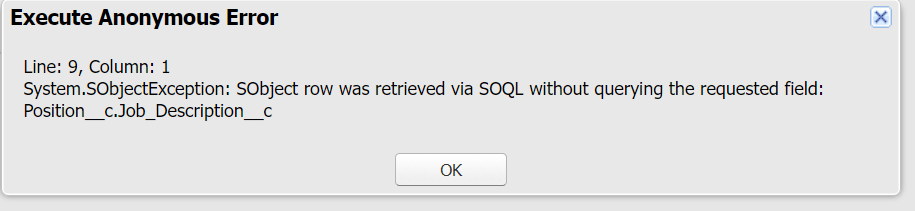 Execute Anonymous Error
Line: 9, Column: 1
System.SObjectException: SObject row was retrieved via SOQL without querying the requested field:
Position__c.Job_Description__c
OK